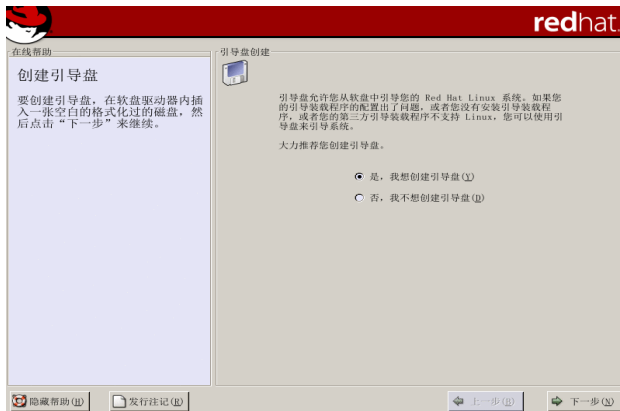 redhat.
在线帮助
创建引导盘
要创建引导盘，在软盘驱动器内插
入一张空白的格式化过的磁盘，然
后点击“下一步”来继续。
引导盘创建
引导盘允许您从软盘中引导您的 Red Hat Linux 系统。如果您
的引导装载程序的配置出了问题，或者您没有安装引导装载程
序，或者您的第三方引导装载程序不支持 Linux，您可以使用引
导盘来引导系统。
大力推荐您创建引导盘。
是，我想创建引导盘(Y)
否，我不想创建引导盘(D)
隐藏帮助(H)
发行注记(R)
上一步(B)
下一步(N)